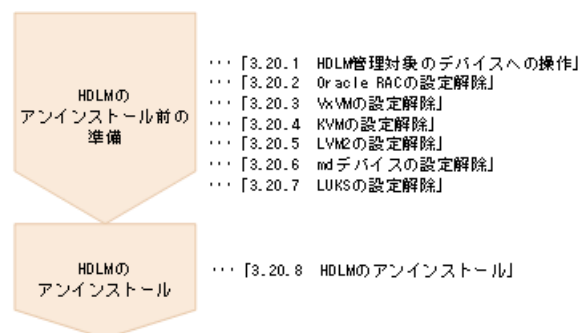 HDLMの
アンインストール前の
準備
…「3.20.1 HDLM管理対象のデバイスへの操作」
…「3.20.2 Oracle RACの設定解除」
…「3.20.3 VxVMの設定解除」
…「3.20.4 KVMの設定解除」
…「3.20.5 LVM2の設定解除」
…「3.20.6 mdデバイスの設定解除」
…「3.20.7 LUKSの設定解除」
HDLMの
アンインストール
…「3.20.8 HDLMのアンインストール」